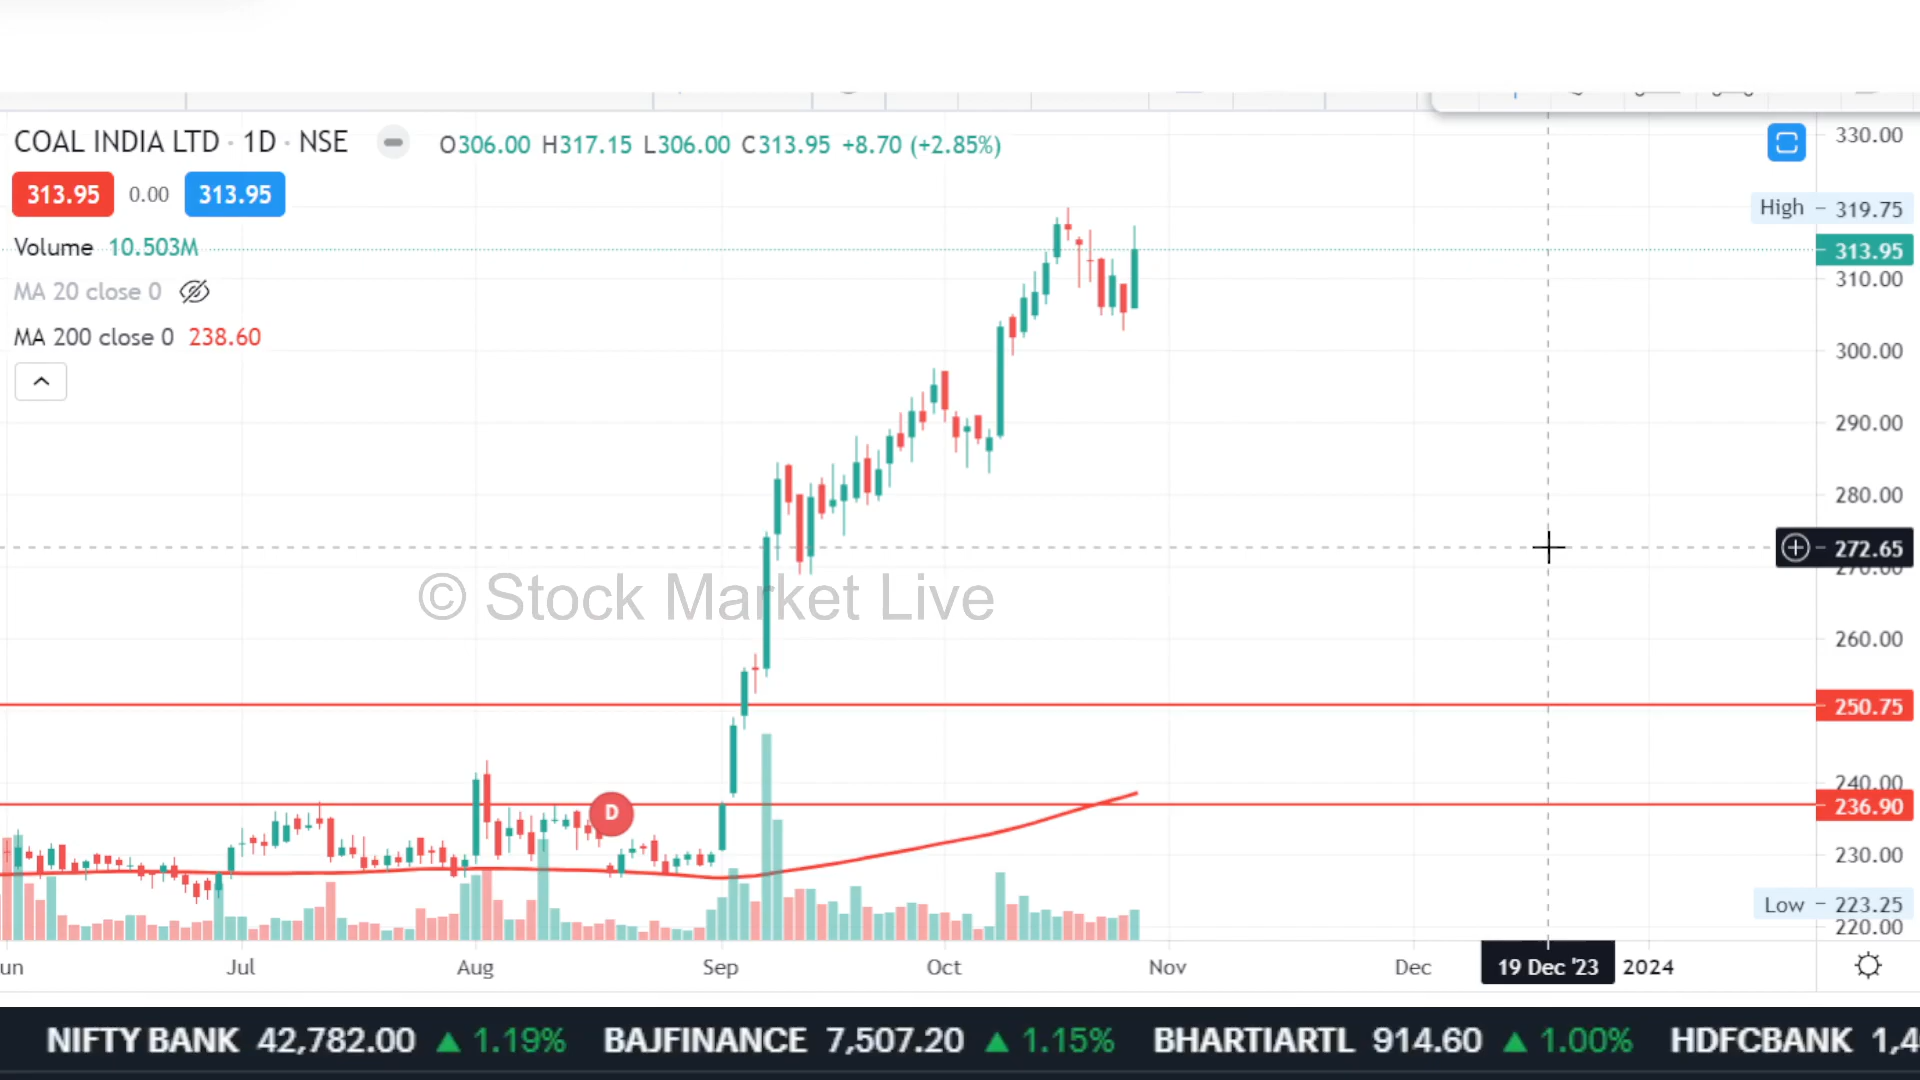 COAL INDIA LTD · 1D · NSE
O306.00 H317.15 L306.00 C313.95 +8.70 (+2.85%)
313.95 0.00 313.95
Volume 10.503M
MA 20 close 0
MA 200 close 0 238.60
330.00
High 319.75
313.95
310.00
300.00
290.00
280.00
272.65
270.00
260.00
250.75
240.00
236.90
230.00
Low 223.25
220.00
© Stock Market Live
D
un Jul Aug Sep Oct Nov Dec 19 Dec '23 2024
NIFTY BANK 42,782.00 ▲ 1.19% BAJFINANCE 7,507.20 ▲ 1.15% BHARTIARTL 914.60 ▲ 1.00% HDFCBANK 1,4